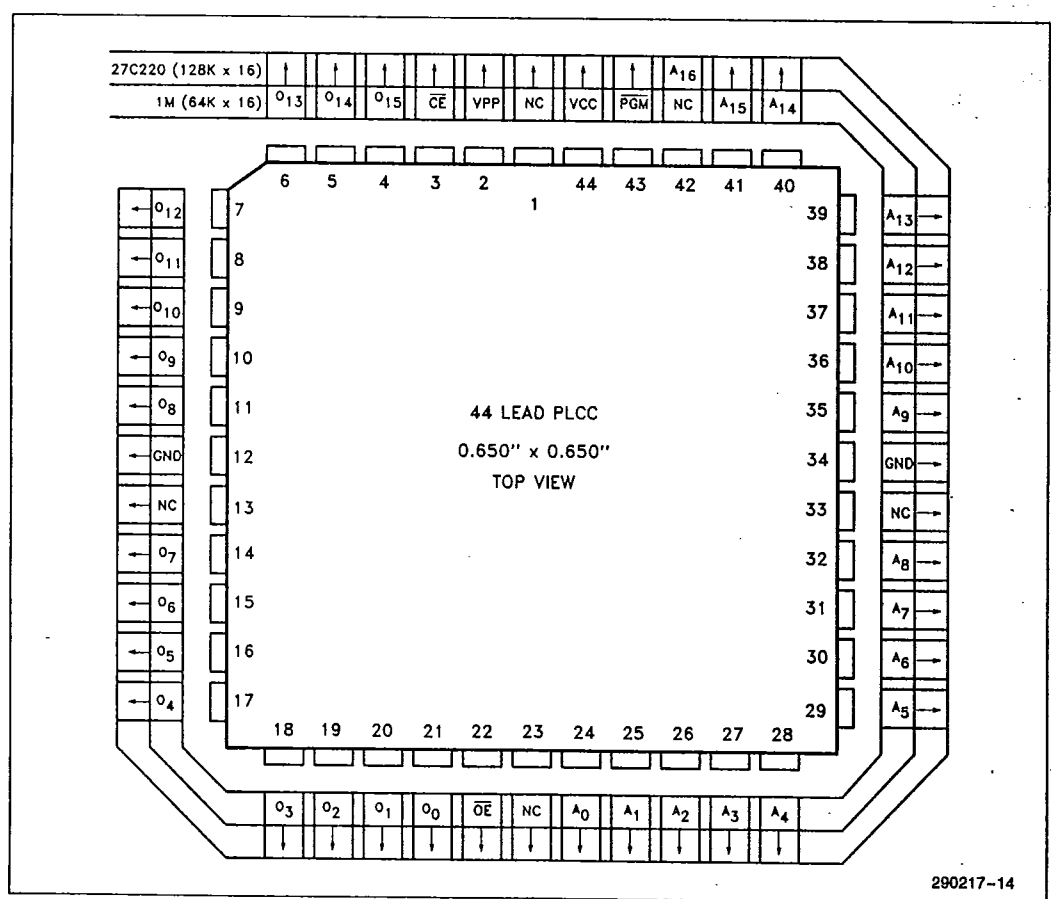 27C220 (128K x 16) A16
1M (64K x 16) O13 O14 O15 CE VPP NC VCC PGM NC A15 A14
6 5 4 3 2 1 44 43 42 41 40
O12 7 39 A13
O11 8 38 A12
O10 9 37 A11
O9 10 36 A10
O8 11 35 A9
GND 12 34 GND
NC 13 33 NC
O7 14 32 A8
O6 15 31 A7
O5 16 30 A6
O4 17 29 A5
44 LEAD PLCC
0.650" x 0.650"
TOP VIEW
18 19 20 21 22 23 24 25 26 27 28
O3 O2 O1 O0 OE NC A0 A1 A2 A3 A4
290217-14